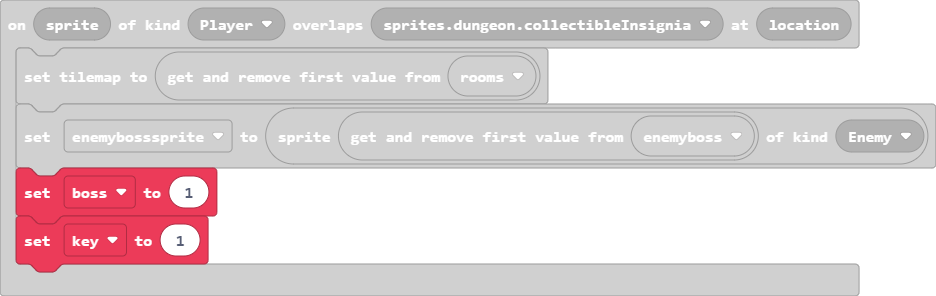 on sprite of kind Player overlaps sprites.dungeon.collectibleInsignia at location
set tilemap to get and remove first value from rooms
set enemybosssprite to sprite get and remove first value from enemyboss of kind Enemy
set boss to 1
set key to 1